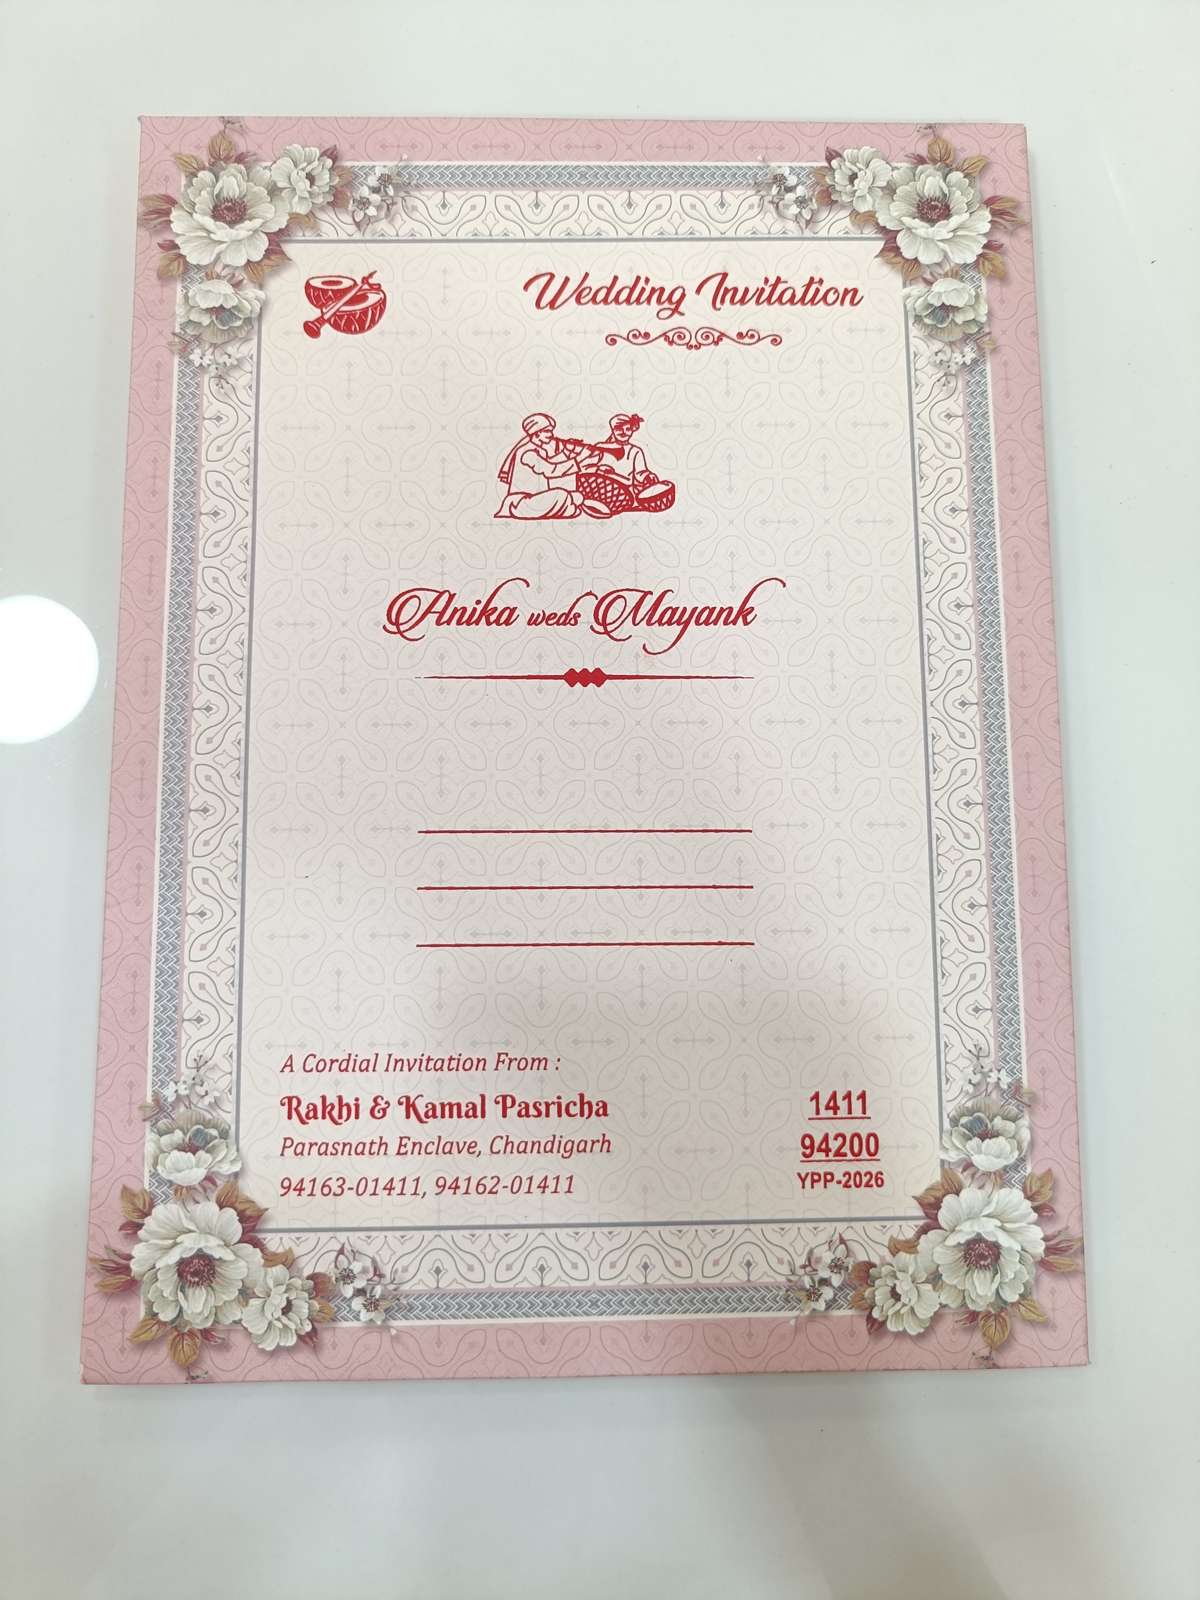 Wedding Invitation
Anika weds Mayank
A Cordial Invitation From :
Rakhi & Kamal Pasricha
Parasnath Enclave, Chandigarh
94163-01411, 94162-01411
1411
94200
YPP-2026